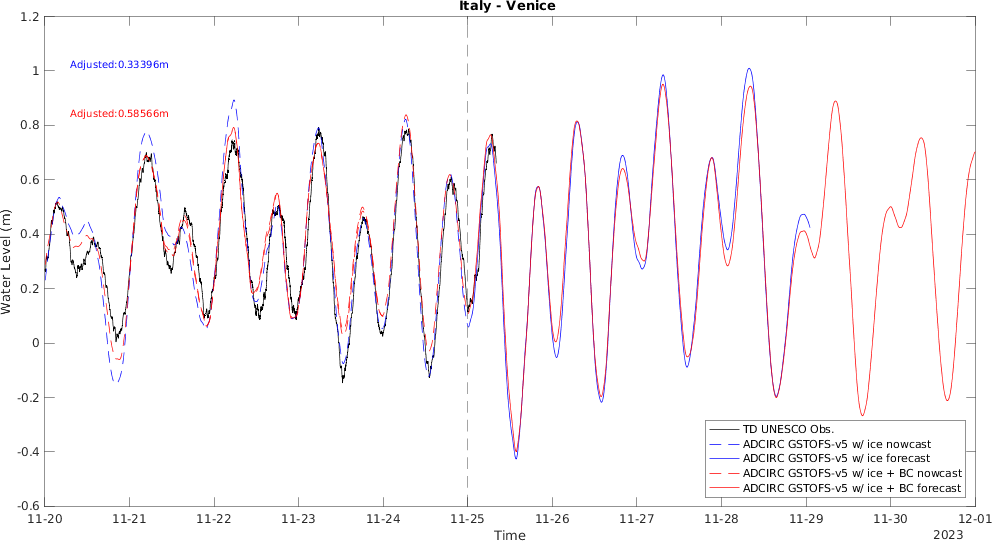 Italy - Venice
1.2
1
0.8
0.6
0.4
0.2
0
-0.2
-0.4
-0.6
Water Level (m)
Adjusted:0.33396m
Adjusted:0.58566m
TD UNESCO Obs.
ADCIRC GSTOFS-v5 w/ ice nowcast
ADCIRC GSTOFS-v5 w/ ice forecast
ADCIRC GSTOFS-v5 w/ ice + BC nowcast
ADCIRC GSTOFS-v5 w/ ice + BC forecast
11-20 11-21 11-22 11-23 11-24 11-25 11-26 11-27 11-28 11-29 11-30 12-01
Time
2023